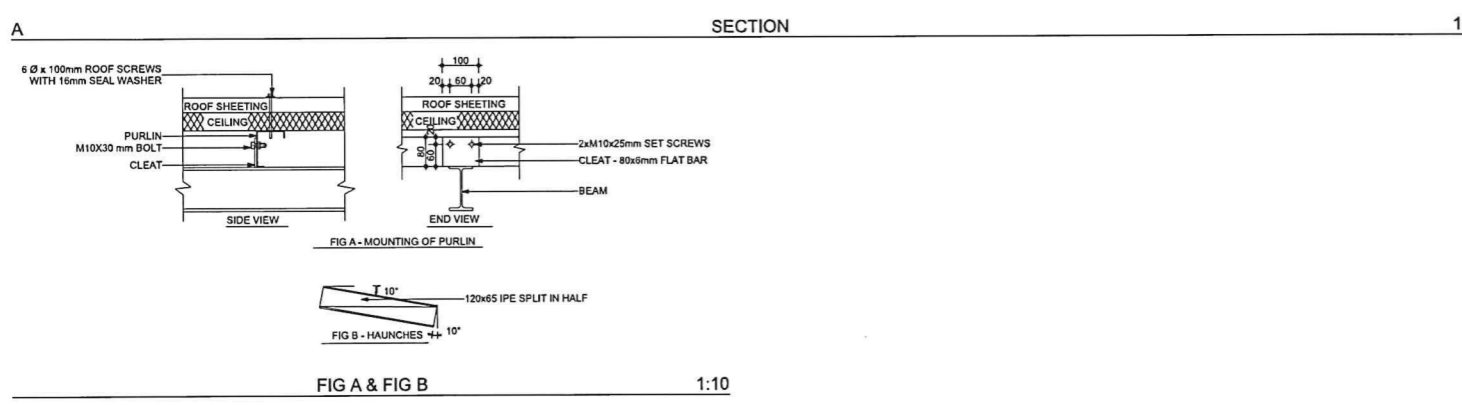 A SECTION 1
6 Ø x 100mm ROOF SCREWS
WITH 16mm SEAL WASHER
ROOF SHEETING
CEILING
PURLIN
M10X30 mm BOLT
CLEAT
SIDE VIEW
100
20 60 20
ROOF SHEETING
CEILING
20
80
60
2xM10x25mm SET SCREWS
CLEAT - 80x6mm FLAT BAR
BEAM
END VIEW
FIG A - MOUNTING OF PURLIN
10°
120x65 IPE SPLIT IN HALF
FIG B - HAUNCHES
10°
FIG A & FIG B 1:10